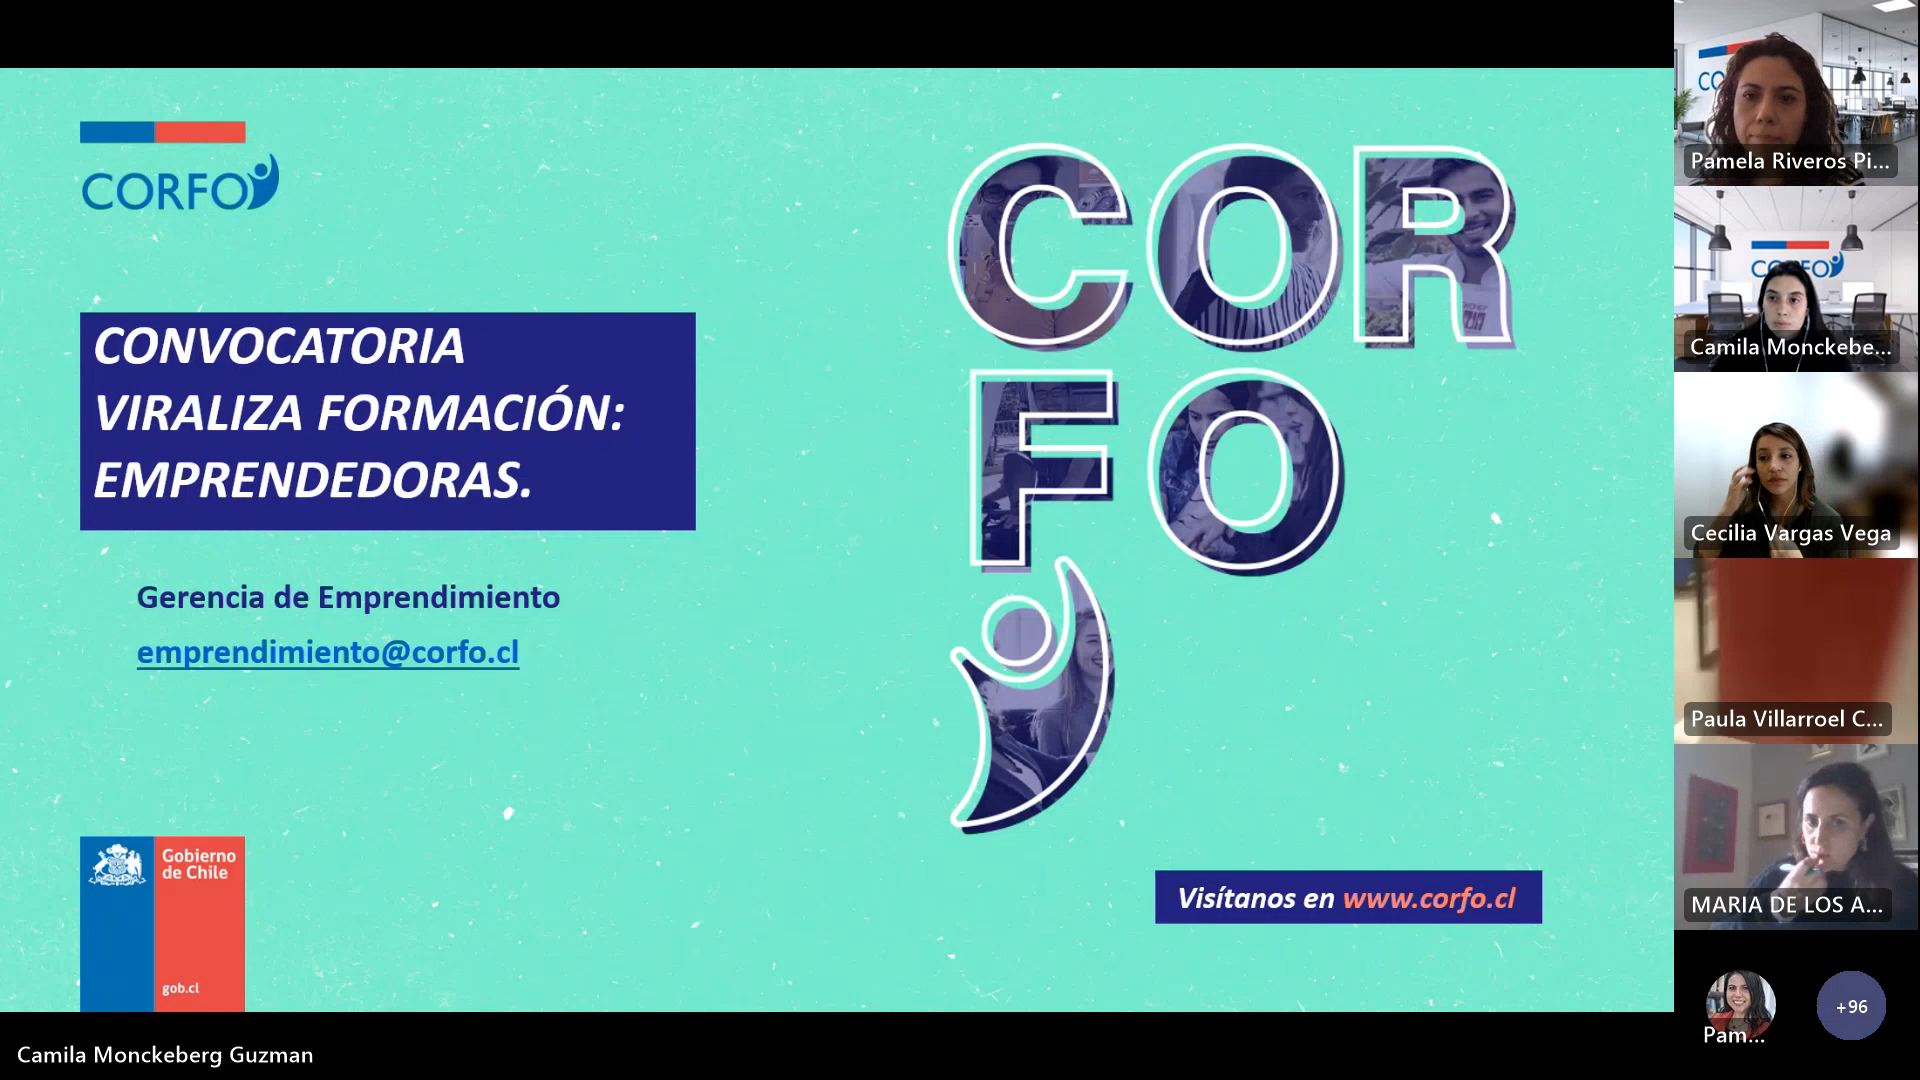 CORFO
CONVOCATORIA
VIRALIZA FORMACIÓN:
EMPRENDEDORAS.
Gerencia de Emprendimiento
emprendimiento@corfo.cl
COR
FO
Visítanos en www.corfo.cl
Gobierno
de Chile
gob.cl
Camila Monckeberg Guzman
Pamela Riveros Pi...
CORFO
Camila Monckebe...
Cecilia Vargas Vega
Paula Villarroel C...
MARIA DE LOS A...
Pam...
+96